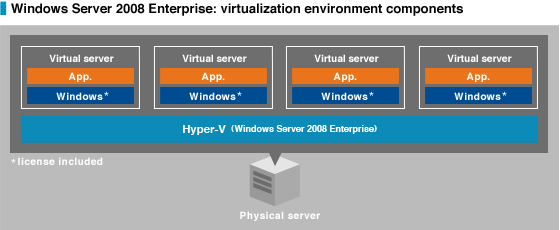 Windows Server 2008 Enterprise: virtualization environment components
Virtual server Virtual server Virtual server Virtual server
App. App. App. App.
Windows* Windows* Windows* Windows*
Hyper-V (Windows Server 2008 Enterprise)
*license included
Physical server